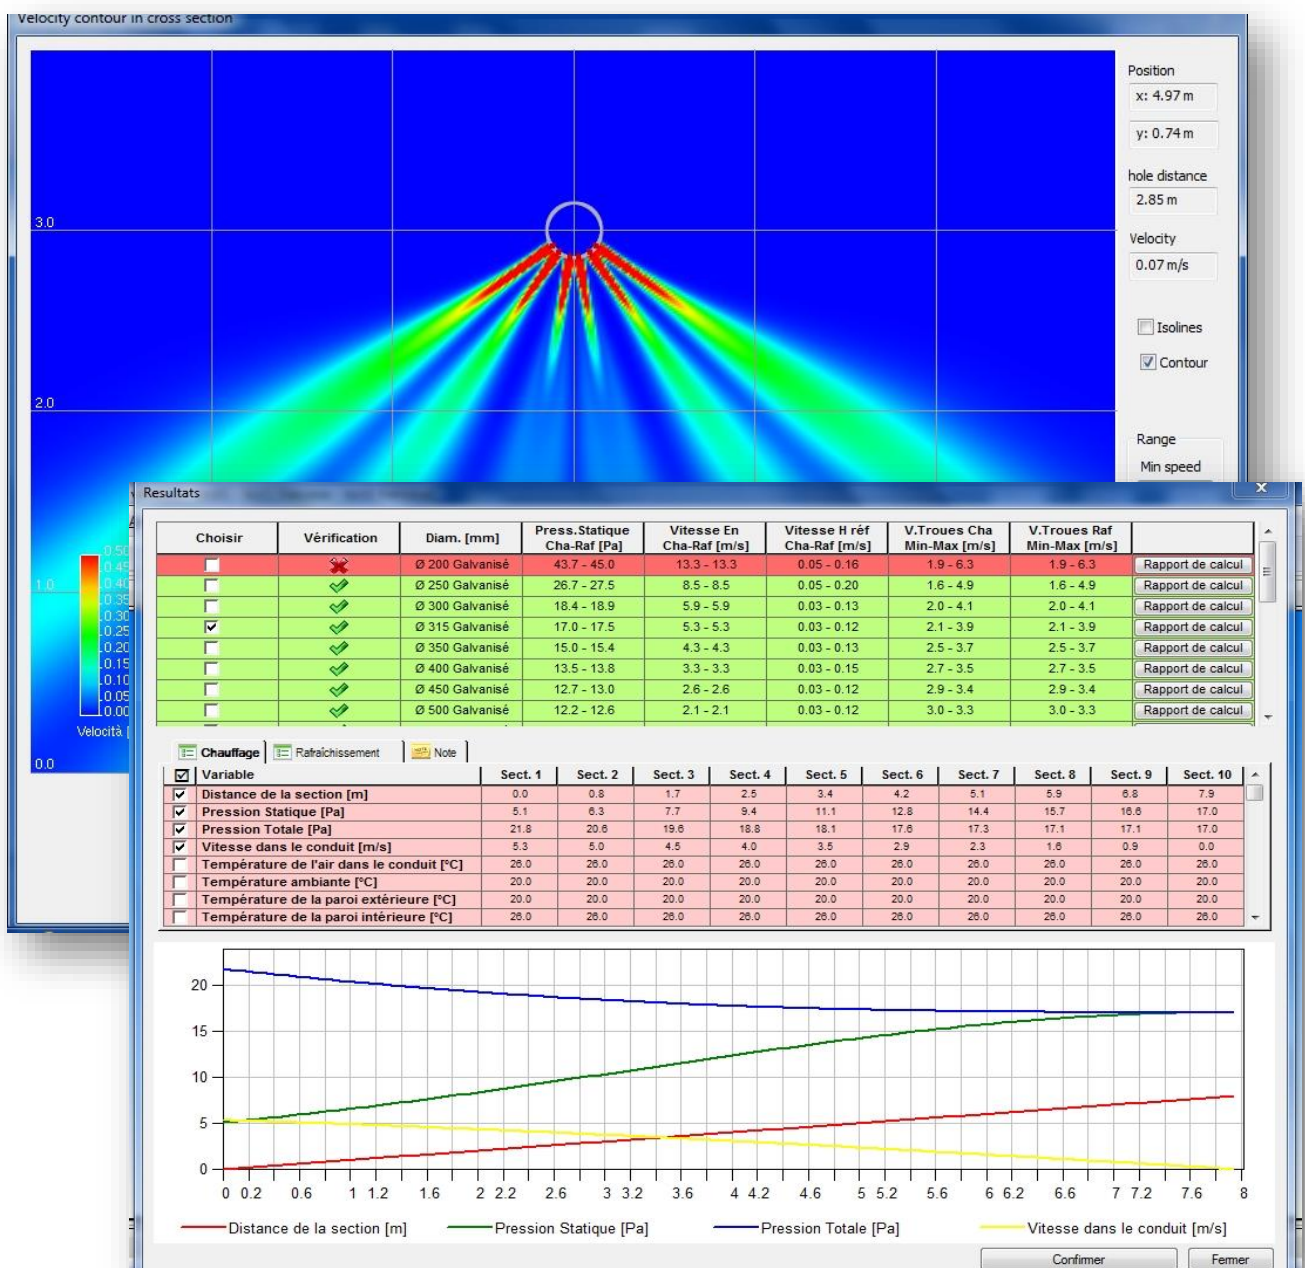 Velocity contour in cross section
Position
x: 4.97 m
y: 0.74 m
hole distance
2.85 m
Velocity
0.07 m/s
Isolines
Contour
Range
Min speed
3.0
2.0
1.0
0.0
0.50
0.45
0.40
0.35
0.30
0.25
0.20
0.15
0.10
0.05
0.00
Velocità [
Resultats
x
Choisir Vérification Diam. [mm] Press.Statique Cha-Raf [Pa] Vitesse En Cha-Raf [m/s] Vitesse H réf Cha-Raf [m/s] V.Troues Cha Min-Max [m/s] V.Troues Raf Min-Max [m/s]
Ø 200 Galvanisé 43.7 - 45.0 13.3 - 13.3 0.05 - 0.16 1.9 - 6.3 1.9 - 6.3 Rapport de calcul
Ø 250 Galvanisé 26.7 - 27.5 8.5 - 8.5 0.05 - 0.20 1.6 - 4.9 1.6 - 4.9 Rapport de calcul
Ø 300 Galvanisé 18.4 - 18.9 5.9 - 5.9 0.03 - 0.13 2.0 - 4.1 2.0 - 4.1 Rapport de calcul
Ø 315 Galvanisé 17.0 - 17.5 5.3 - 5.3 0.03 - 0.12 2.1 - 3.9 2.1 - 3.9 Rapport de calcul
Ø 350 Galvanisé 15.0 - 15.4 4.3 - 4.3 0.03 - 0.13 2.5 - 3.7 2.5 - 3.7 Rapport de calcul
Ø 400 Galvanisé 13.5 - 13.8 3.3 - 3.3 0.03 - 0.15 2.7 - 3.5 2.7 - 3.5 Rapport de calcul
Ø 450 Galvanisé 12.7 - 13.0 2.6 - 2.6 0.03 - 0.12 2.9 - 3.4 2.9 - 3.4 Rapport de calcul
Ø 500 Galvanisé 12.2 - 12.6 2.1 - 2.1 0.03 - 0.12 3.0 - 3.3 3.0 - 3.3 Rapport de calcul
Chauffage Rafraîchissement Note
Variable Sect. 1 Sect. 2 Sect. 3 Sect. 4 Sect. 5 Sect. 6 Sect. 7 Sect. 8 Sect. 9 Sect. 10
Distance de la section [m] 0.0 0.8 1.7 2.5 3.4 4.2 5.1 5.9 6.8 7.9
Pression Statique [Pa] 5.1 6.3 7.7 9.4 11.1 12.8 14.4 15.7 16.6 17.0
Pression Totale [Pa] 21.8 20.6 19.6 18.8 18.1 17.6 17.3 17.1 17.1 17.0
Vitesse dans le conduit [m/s] 5.3 5.0 4.5 4.0 3.5 2.9 2.3 1.6 0.9 0.0
Température de l'air dans le conduit [°C] 26.0 26.0 26.0 26.0 26.0 26.0 26.0 26.0 26.0 26.0
Température ambiante [°C] 20.0 20.0 20.0 20.0 20.0 20.0 20.0 20.0 20.0 20.0
Température de la paroi extérieure [°C] 20.0 20.0 20.0 20.0 20.0 20.0 20.0 20.0 20.0 20.0
Température de la paroi intérieure [°C] 26.0 26.0 26.0 26.0 26.0 26.0 26.0 26.0 26.0 26.0
20
15
10
5
0
0 0.2 0.6 1 1.2 1.6 2 2.2 2.6 3 3.2 3.6 4 4.2 4.6 5 5.2 5.6 6 6.2 6.6 7 7.2 7.6 8
Distance de la section [m] Pression Statique [Pa] Pression Totale [Pa] Vitesse dans le conduit [m/s]
Confirmer Fermer